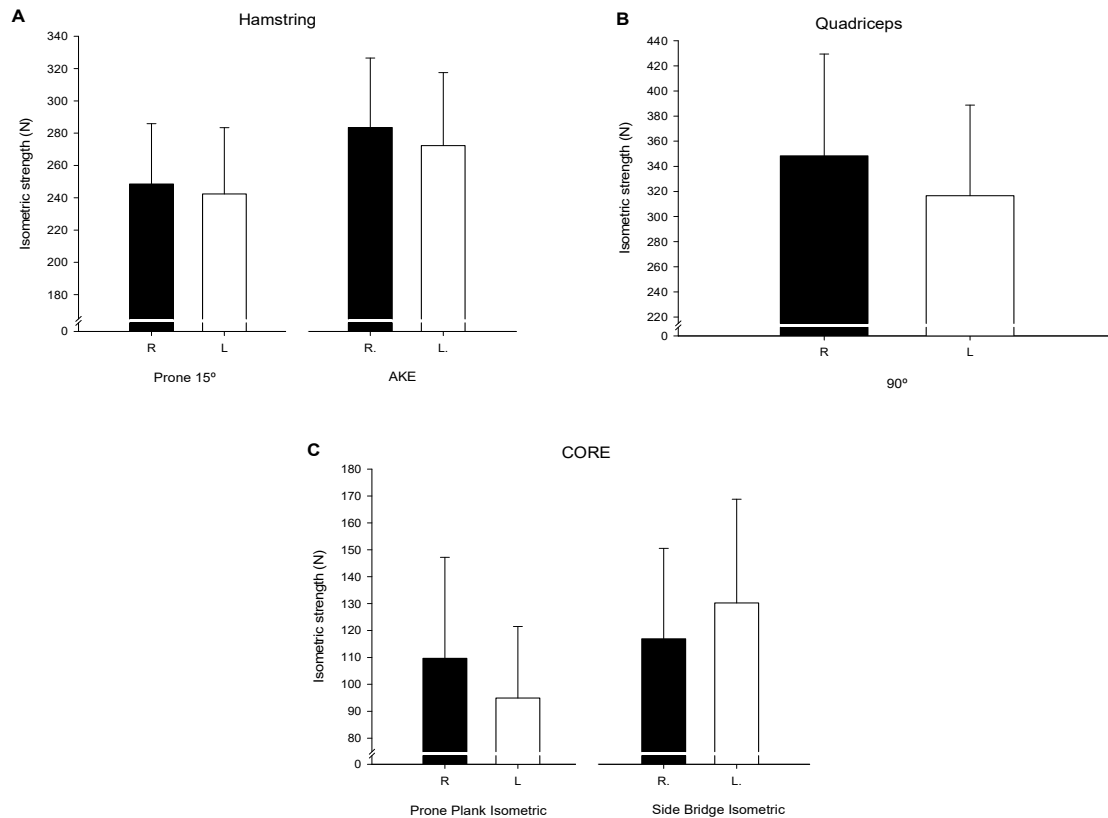 A
Hamstring
Isometric strength (N)
340
320
300
280
260
240
220
200
180
0
R
L
R.
L.
Prone 15º
AKE
B
Quadriceps
Isometric strength (N)
440
420
400
380
360
340
320
300
280
260
240
220
0
R
L
90º
C
CORE
Isometric strength (N)
180
170
160
150
140
130
120
110
100
90
80
0
R
L
R.
L.
Prone Plank Isometric
Side Bridge Isometric